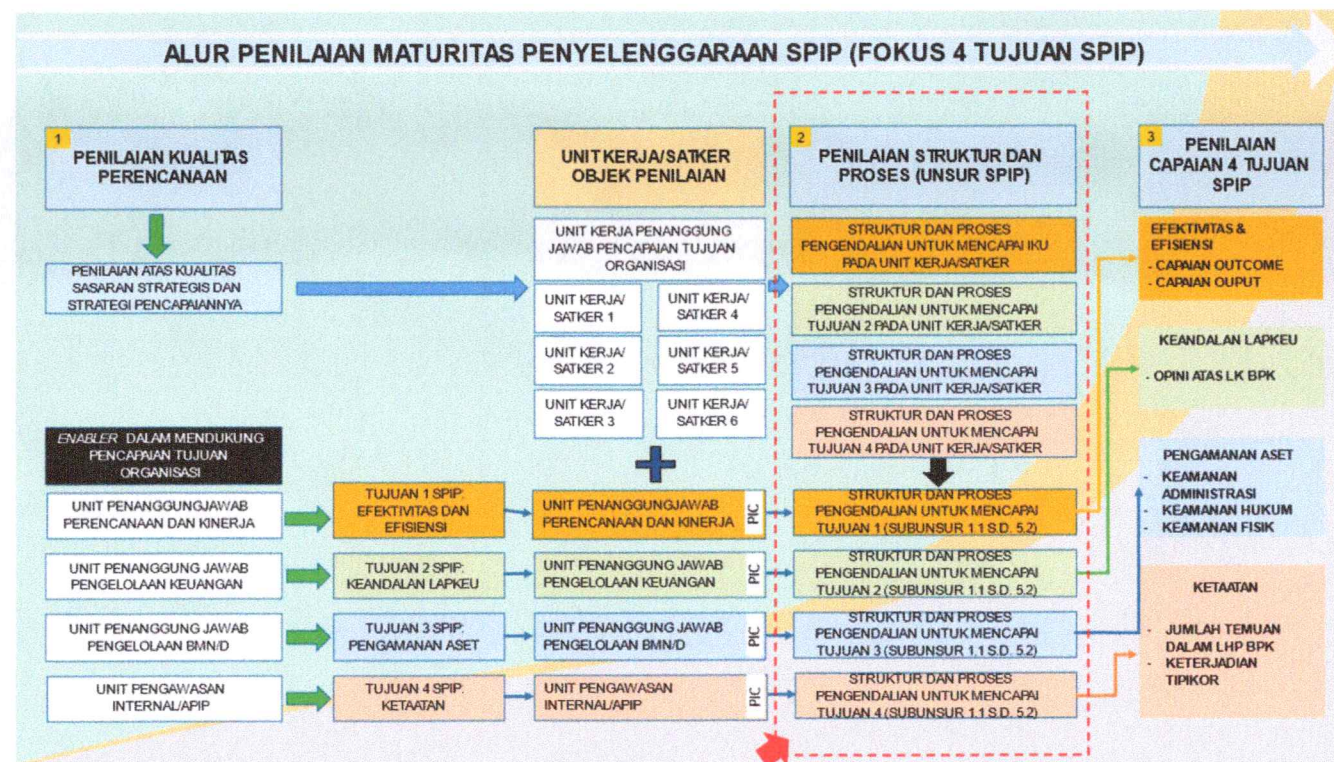 ALUR PENILAIAN MATURITAS PENYELENGGARAAN SPIP (FOKUS 4 TUJUAN SPIP)
1
PENILAIAN KUALITAS
PERENCANAAN
PENILAIAN ATAS KUALITAS
SASARAN STRATEGIS DAN
STRATEGI PENCAPAIANNYA
UNIT KERJA/SATKER
OBJEK PENILAIAN
UNIT KERJA PENANGGUNG
JAWAB PENCAPAIAN TUJUAN
ORGANISASI
UNIT KERJA/
SATKER 1
UNIT KERJA/
SATKER 4
UNIT KERJA/
SATKER 2
UNIT KERJA/
SATKER 5
UNIT KERJA/
SATKER 3
UNIT KERJA/
SATKER 6
2
PENILAIAN STRUKTUR DAN
PROSES (UNSUR SPIP)
STRUKTUR DAN PROSES
PENGENDALIAN UNTUK MENCAPAI IKU
PADA UNIT KERJA/SATKER
STRUKTUR DAN PROSES
PENGENDALIAN UNTUK MENCAPAI
TUJUAN 2 PADA UNIT KERJA/SATKER
STRUKTUR DAN PROSES
PENGENDALIAN UNTUK MENCAPAI
TUJUAN 3 PADA UNIT KERJA/SATKER
STRUKTUR DAN PROSES
PENGENDALIAN UNTUK MENCAPAI
TUJUAN 4 PADA UNIT KERJA/SATKER
3
PENILAIAN
CAPAIAN 4 TUJUAN
SPIP
EFEKTIVITAS &
EFISIENSI
- CAPAIAN OUTCOME
- CAPAIAN OUPUT
KEANDALAN LAPKEU
- OPINI ATAS LK BPK
PENGAMANAN ASET
- KEAMANAN
ADMINISTRASI
- KEAMANAN HUKUM
- KEAMANAN FISIK
KETAATAN
- JUMLAH TEMUAN
DALAM LHP BPK
- KETERJADIAN
TIPIKOR
ENABLER DALAM MENDUKUNG
PENCAPAIAN TUJUAN
ORGANISASI
UNIT PENANGGUNGJAWAB
PERENCANAAN DAN KINERJA
TUJUAN 1 SPIP:
EFEKTIVITAS DAN
EFISIENSI
UNIT PENANGGUNGJAWAB
PERENCANAAN DAN KINERJA
PIC
STRUKTUR DAN PROSES
PENGENDALIAN UNTUK MENCAPAI
TUJUAN 1 (SUBUNSUR 1.1 S.D. 5.2)
UNIT PENANGGUNG JAWAB
PENGELOLAAN KEUANGAN
TUJUAN 2 SPIP:
KEANDALAN LAPKEU
UNIT PENANGGUNG JAWAB
PENGELOLAAN KEUANGAN
PIC
STRUKTUR DAN PROSES
PENGENDALIAN UNTUK MENCAPAI
TUJUAN 2 (SUBUNSUR 1.1 S.D. 5.2)
UNIT PENANGGUNG JAWAB
PENGELOLAAN BMN/D
TUJUAN 3 SPIP:
PENGAMANAN ASET
UNIT PENANGGUNG JAWAB
PENGELOLAAN BMN/D
PIC
STRUKTUR DAN PROSES
PENGENDALIAN UNTUK MENCAPAI
TUJUAN 3 (SUBUNSUR 1.1 S.D. 5.2)
UNIT PENGAWASAN
INTERNAL/APIP
TUJUAN 4 SPIP:
KETAATAN
UNIT PENGAWASAN
INTERNAL/APIP
PIC
STRUKTUR DAN PROSES
PENGENDALIAN UNTUK MENCAPAI
TUJUAN 4 (SUBUNSUR 1.1 S.D. 5.2)